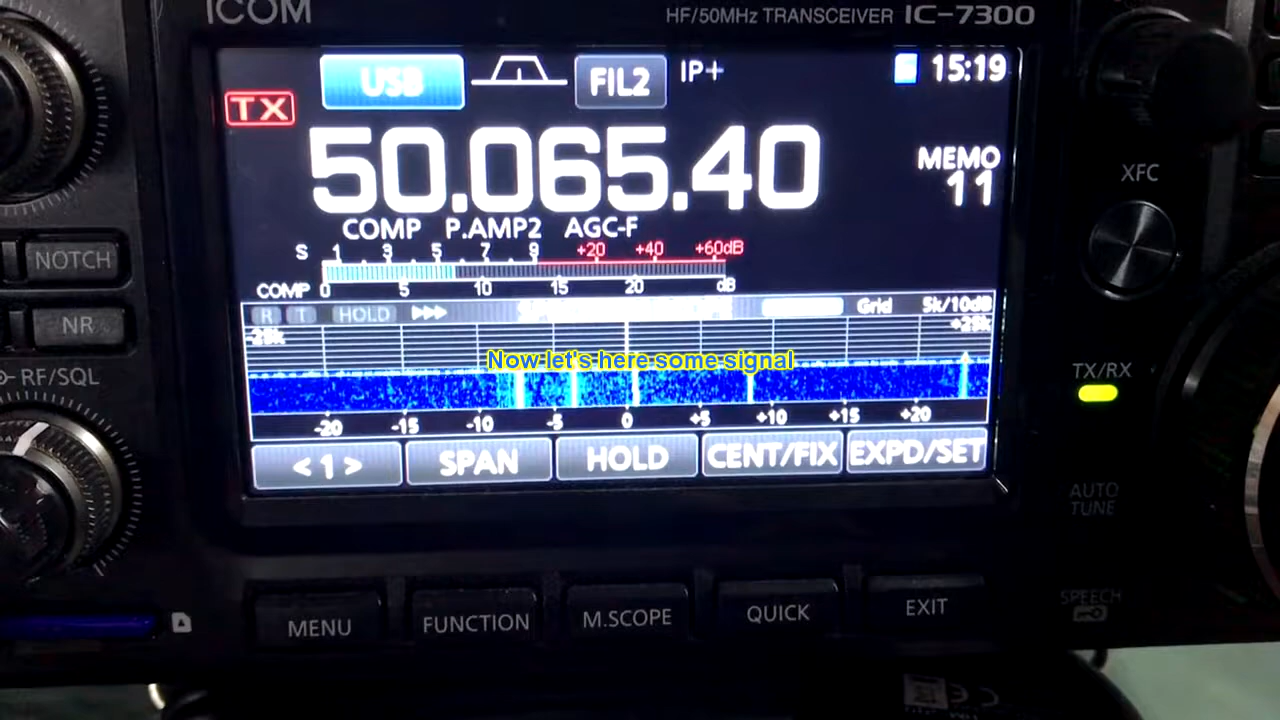 ICOM
HF/50MHz TRANSCEIVER IC-7300
USB FIL2 IP+ 15:19
TX
50.065.40
MEMO
11
COMP P.AMP2 AGC-F
S 1 3 5 7 9 +20 +40 +60dB
COMP 0 5 10 15 20 dB
R T HOLD Grid 5k/10dB
-25k +25k
Now let's here some signal
-20 -15 -10 -5 0 +5 +10 +15 +20
<1> SPAN HOLD CENT/FIX EXPD/SET
NOTCH
NR
RF/SQL
XFC
TX/RX
AUTO
TUNE
SPEECH
MENU FUNCTION M.SCOPE QUICK EXIT
CE